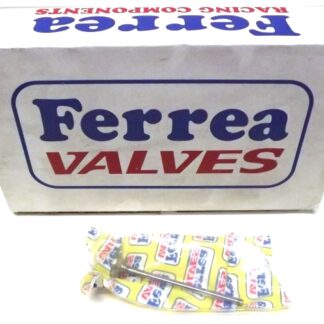 Ferrea
RACING COMPONENTS
Ferrea
VALVES